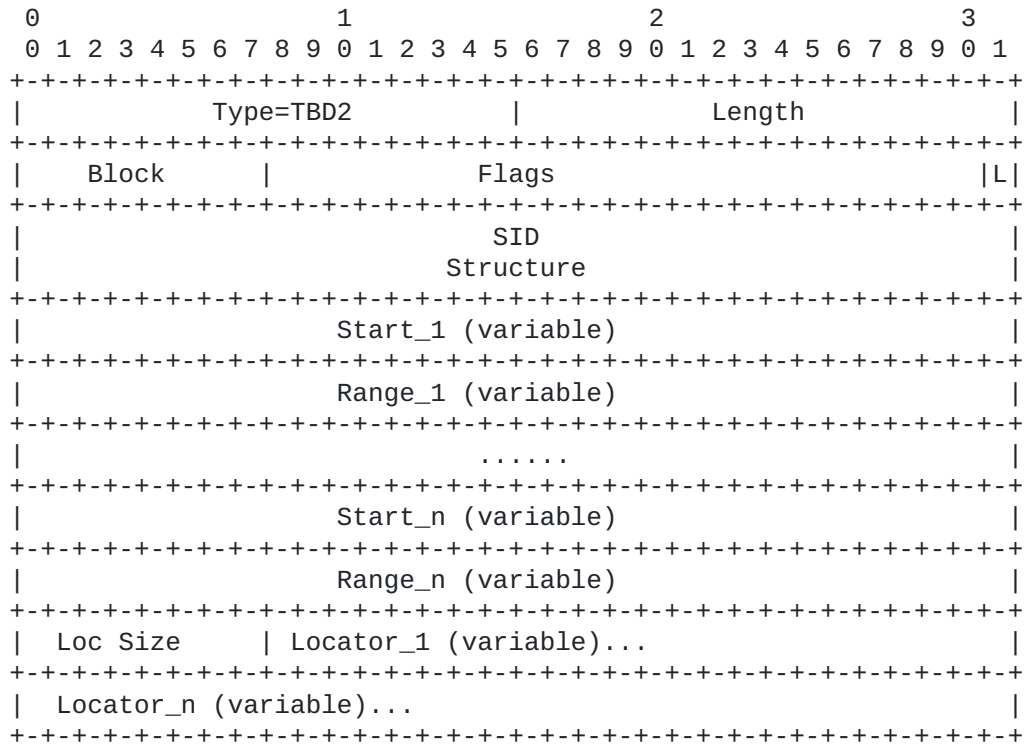 0                   1                   2                   3
 0 1 2 3 4 5 6 7 8 9 0 1 2 3 4 5 6 7 8 9 0 1 2 3 4 5 6 7 8 9 0 1
+-+-+-+-+-+-+-+-+-+-+-+-+-+-+-+-+-+-+-+-+-+-+-+-+-+-+-+-+-+-+-+-+
|            Type=TBD2           |            Length             |
+-+-+-+-+-+-+-+-+-+-+-+-+-+-+-+-+-+-+-+-+-+-+-+-+-+-+-+-+-+-+-+-+
|    Block      |             Flags                           |L|
+-+-+-+-+-+-+-+-+-+-+-+-+-+-+-+-+-+-+-+-+-+-+-+-+-+-+-+-+-+-+-+-+
|                              SID                              |
|                           Structure                           |
+-+-+-+-+-+-+-+-+-+-+-+-+-+-+-+-+-+-+-+-+-+-+-+-+-+-+-+-+-+-+-+-+
|                    Start_1 (variable)                         |
+-+-+-+-+-+-+-+-+-+-+-+-+-+-+-+-+-+-+-+-+-+-+-+-+-+-+-+-+-+-+-+-+
|                    Range_1 (variable)                         |
+-+-+-+-+-+-+-+-+-+-+-+-+-+-+-+-+-+-+-+-+-+-+-+-+-+-+-+-+-+-+-+-+
|                             ......                            |
+-+-+-+-+-+-+-+-+-+-+-+-+-+-+-+-+-+-+-+-+-+-+-+-+-+-+-+-+-+-+-+-+
|                    Start_n (variable)                         |
+-+-+-+-+-+-+-+-+-+-+-+-+-+-+-+-+-+-+-+-+-+-+-+-+-+-+-+-+-+-+-+-+
|                    Range_n (variable)                         |
+-+-+-+-+-+-+-+-+-+-+-+-+-+-+-+-+-+-+-+-+-+-+-+-+-+-+-+-+-+-+-+-+
|  Loc Size     | Locator_1 (variable)...                       |
+-+-+-+-+-+-+-+-+-+-+-+-+-+-+-+-+-+-+-+-+-+-+-+-+-+-+-+-+-+-+-+-+
|  Locator_n (variable)...                                      |
+-+-+-+-+-+-+-+-+-+-+-+-+-+-+-+-+-+-+-+-+-+-+-+-+-+-+-+-+-+-+-+-+